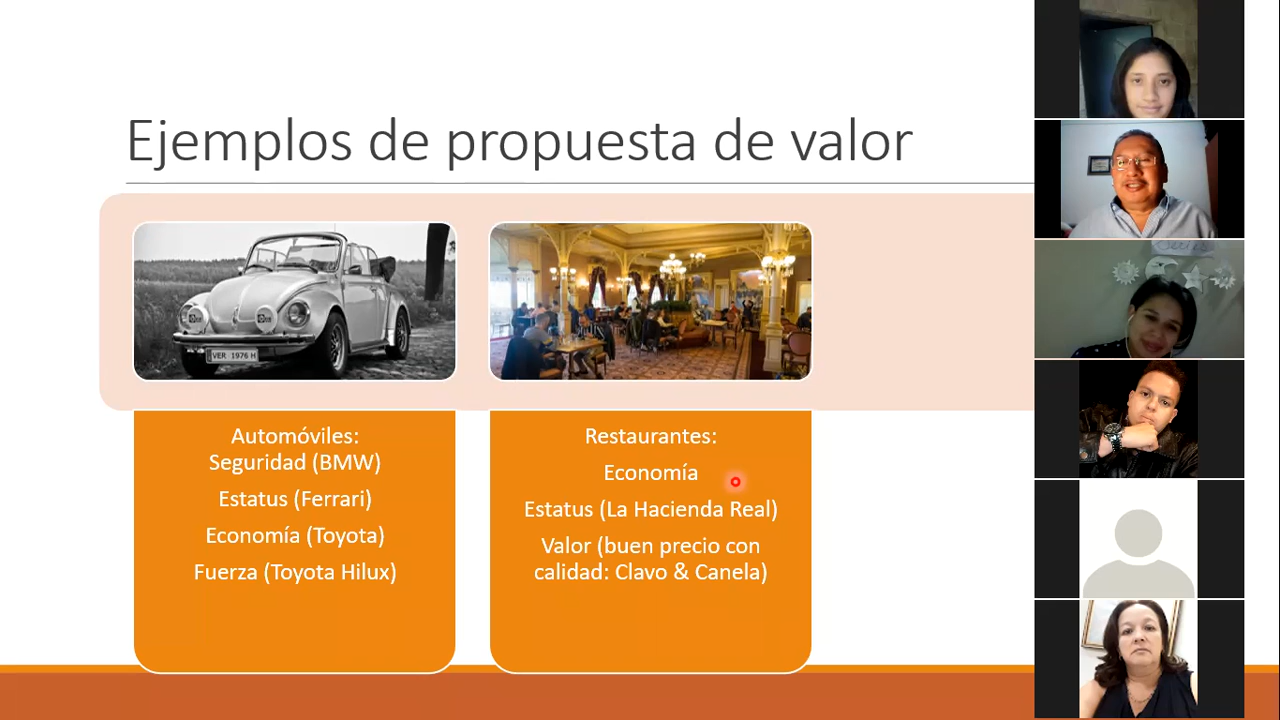 Ejemplos de propuesta de valor
VER 1976 H
Automóviles:
Seguridad (BMW)
Estatus (Ferrari)
Economía (Toyota)
Fuerza (Toyota Hilux)
Restaurantes:
Economía
Estatus (La Hacienda Real)
Valor (buen precio con
calidad: Clavo & Canela)